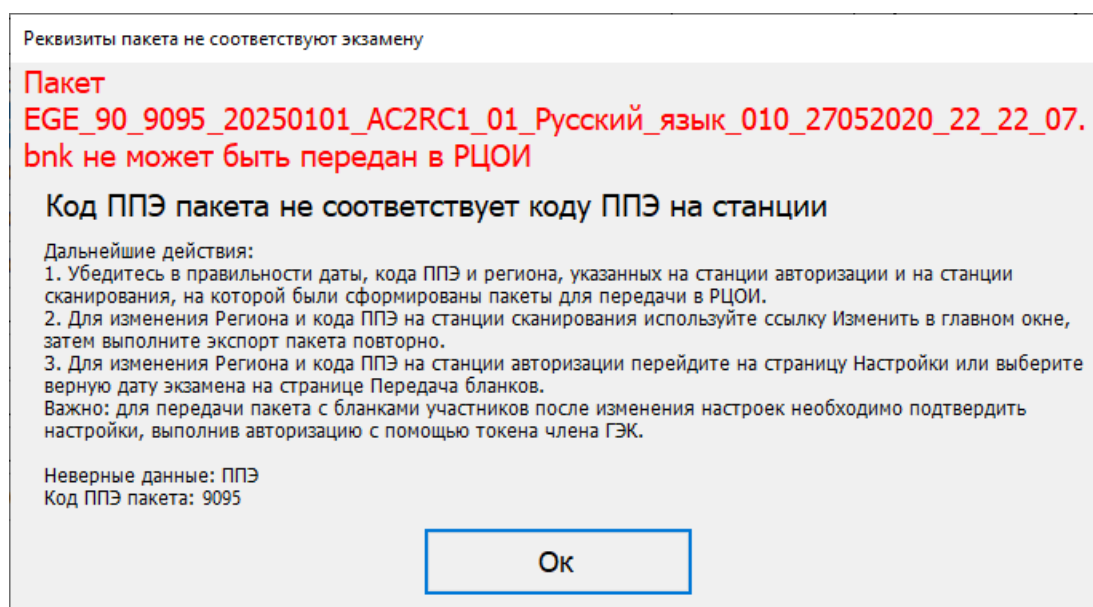 Реквизиты пакета не соответствуют экзамену
Пакет
EGE_90_9095_20250101_AC2RC1_01_Русский_язык_010_27052020_22_22_07.
bnk не может быть передан в РЦОИ
Код ППЭ пакета не соответствует коду ППЭ на станции
Дальнейшие действия:
1. Убедитесь в правильности даты, кода ППЭ и региона, указанных на станции авторизации и на станции
сканирования, на которой были сформированы пакеты для передачи в РЦОИ.
2. Для изменения Региона и кода ППЭ на станции сканирования используйте ссылку Изменить в главном окне,
затем выполните экспорт пакета повторно.
3. Для изменения Региона и кода ППЭ на станции авторизации перейдите на страницу Настройки или выберите
верную дату экзамена на странице Передача бланков.
Важно: для передачи пакета с бланками участников после изменения настроек необходимо подтвердить
настройки, выполнив авторизацию с помощью токена члена ГЭК.
Неверные данные: ППЭ
Код ППЭ пакета: 9095
Ок